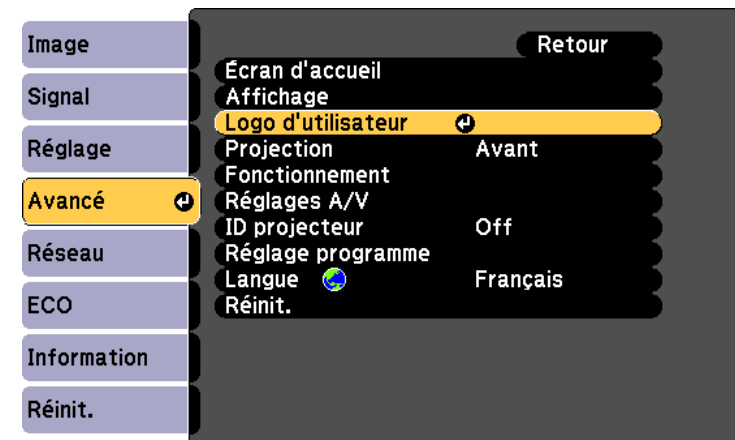 Image
Signal
Réglage
Avancé
Réseau
ECO
Information
Réinit.
Retour
Écran d'accueil
Affichage
Logo d'utilisateur
Projection Avant
Fonctionnement
Réglages A/V
ID projecteur Off
Réglage programme
Langue Français
Réinit.